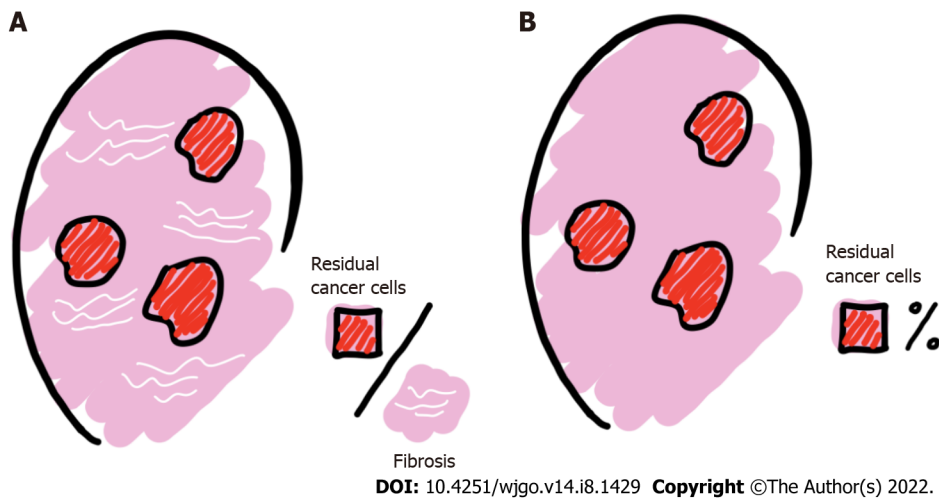 A
B
Residual
cancer cells
Fibrosis
Residual
cancer cells
%
DOI: 10.4251/wjgo.v14.i8.1429 Copyright ©The Author(s) 2022.